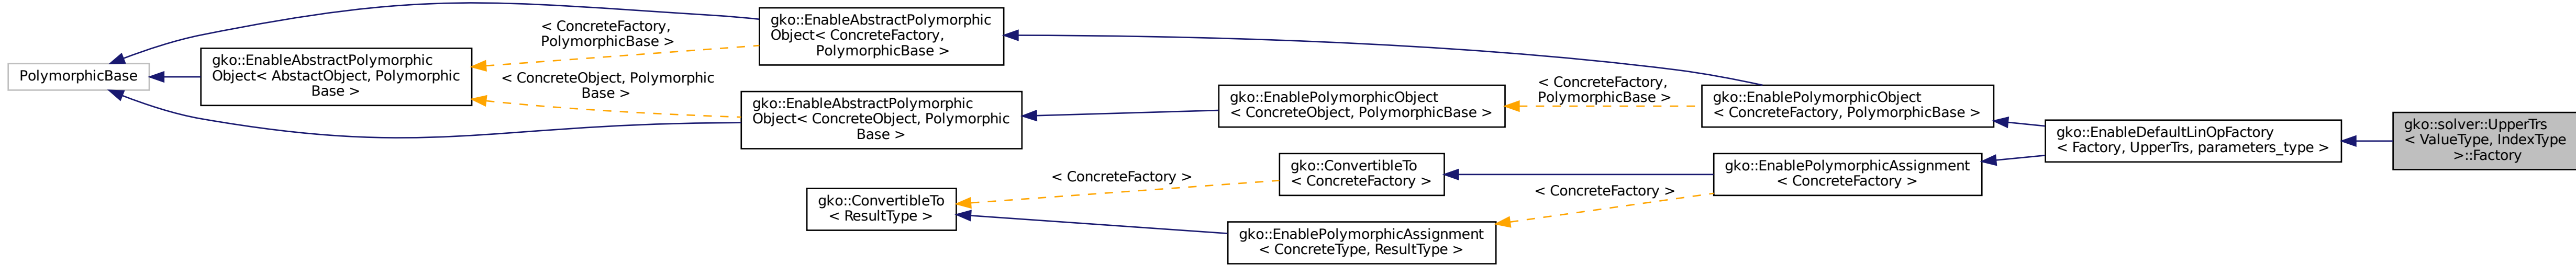 PolymorphicBase
gko::EnableAbstractPolymorphic
Object< AbstactObject, Polymorphic
Base >
< ConcreteFactory,
PolymorphicBase >
< ConcreteObject, Polymorphic
Base >
gko::EnableAbstractPolymorphic
Object< ConcreteFactory,
PolymorphicBase >
gko::EnableAbstractPolymorphic
Object< ConcreteObject, Polymorphic
Base >
gko::ConvertibleTo
< ResultType >
< ConcreteFactory >
gko::EnablePolymorphicObject
< ConcreteObject, PolymorphicBase >
gko::ConvertibleTo
< ConcreteFactory >
gko::EnablePolymorphicAssignment
< ConcreteType, ResultType >
< ConcreteFactory,
PolymorphicBase >
< ConcreteFactory >
gko::EnablePolymorphicObject
< ConcreteFactory, PolymorphicBase >
gko::EnablePolymorphicAssignment
< ConcreteFactory >
gko::EnableDefaultLinOpFactory
< Factory, UpperTrs, parameters_type >
gko::solver::UpperTrs
< ValueType, IndexType
>::Factory